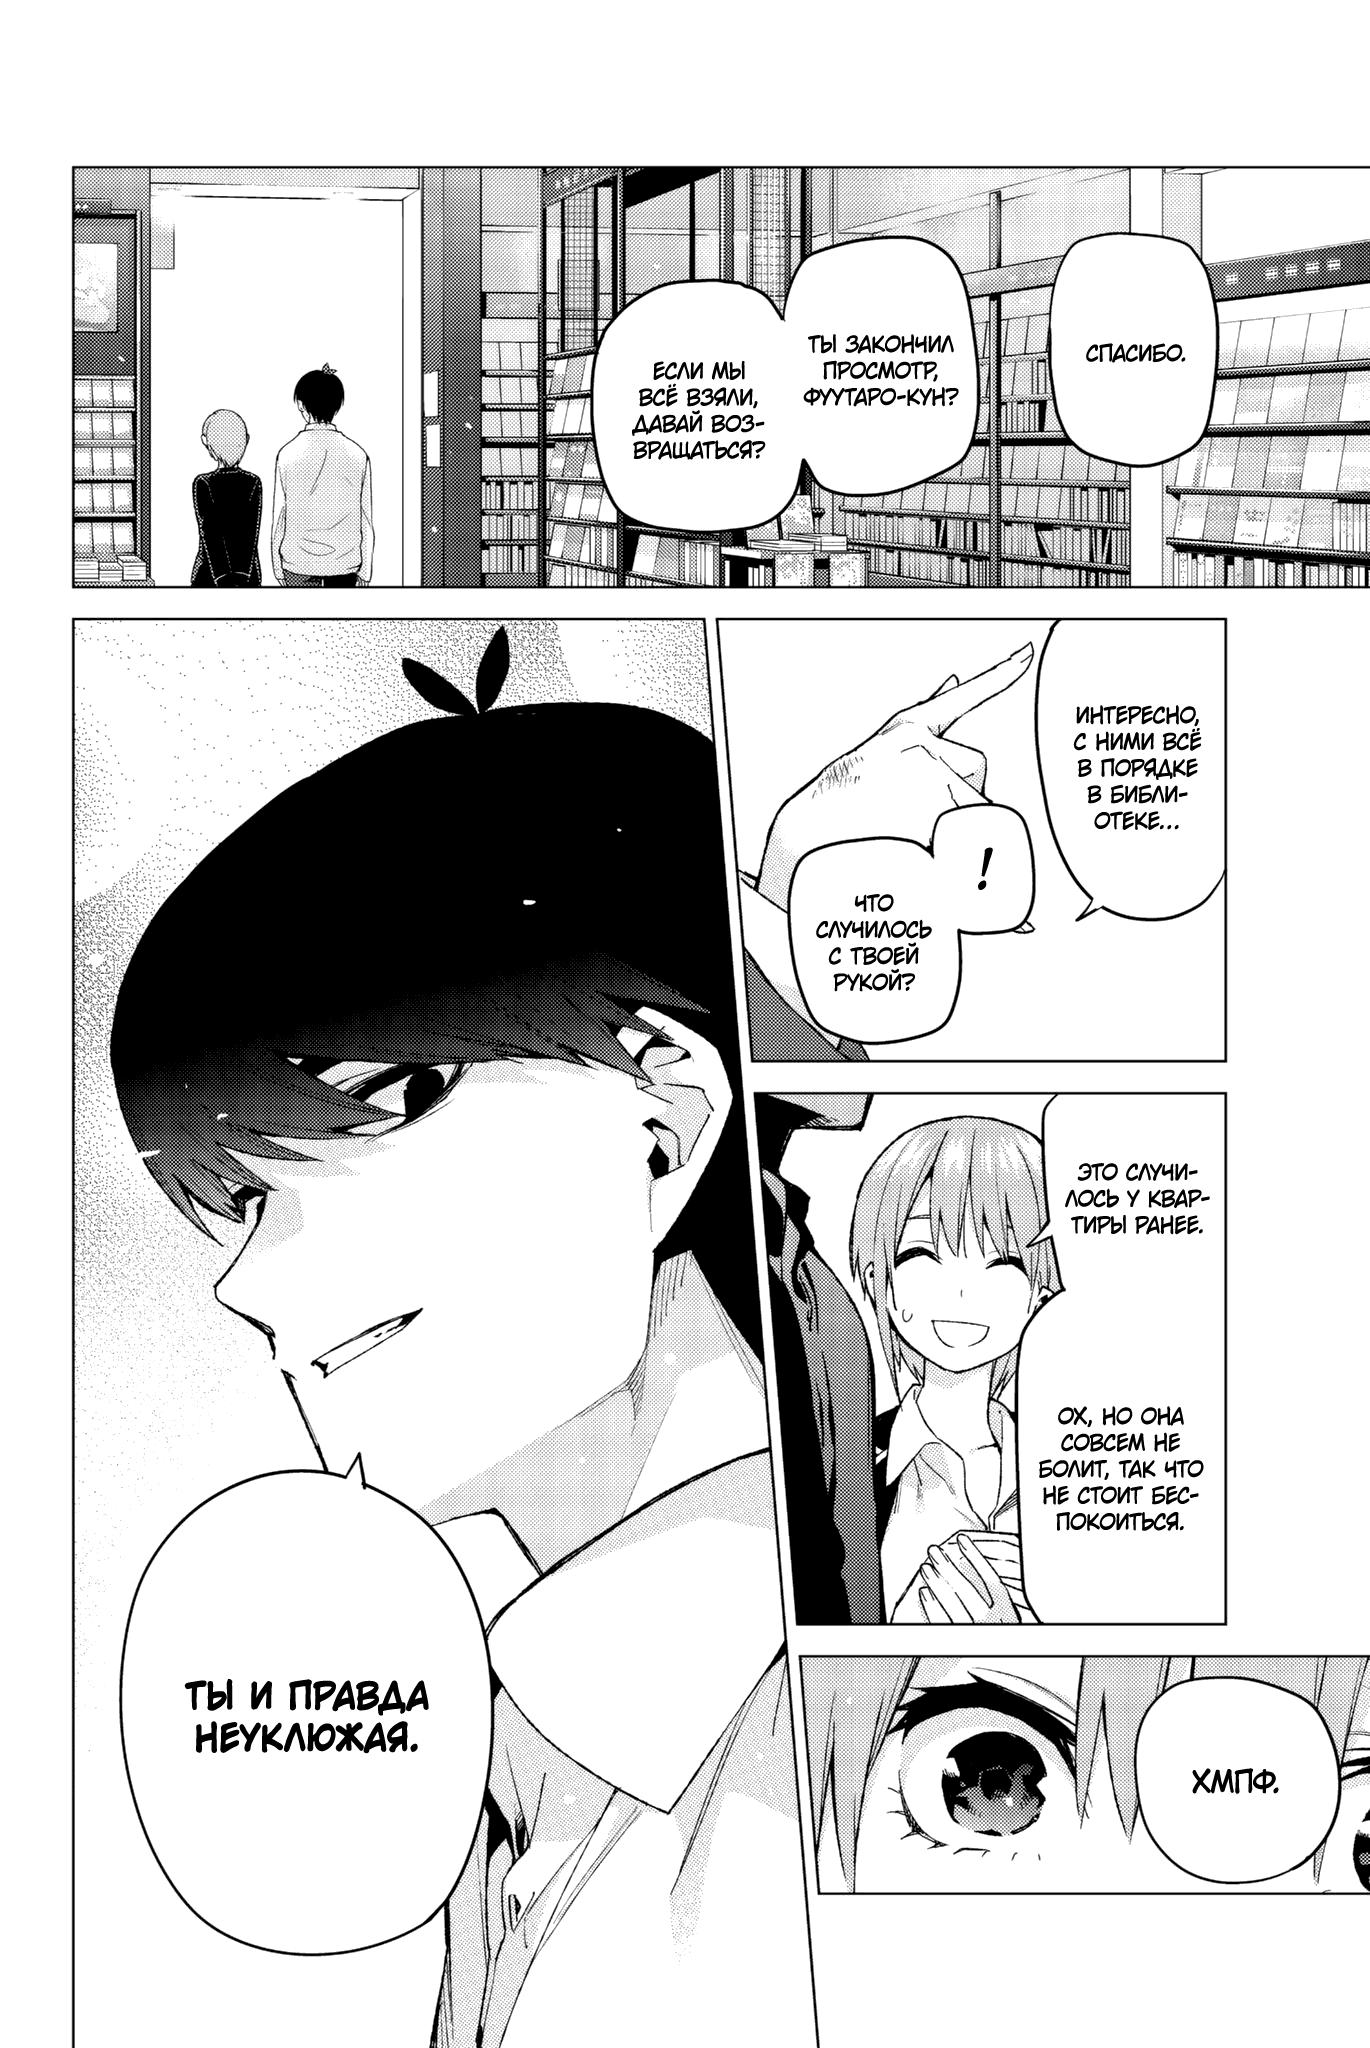 СПАСИБО.
ТЫ ЗАКОНЧИЛ
ПРОСМОТР,
ФУУТАРО-КУН?
ЕСЛИ МЫ
ВСЁ ВЗЯЛИ,
ДАВАЙ ВОЗ-
ВРАЩАТЬСЯ?
ИНТЕРЕСНО,
С НИМИ ВСЁ
В ПОРЯДКЕ
В БИБЛИ-
ОТЕКЕ...
!
ЧТО
СЛУЧИЛОСЬ
С ТВОЕЙ
РУКОЙ?
ЭТО СЛУЧИ-
ЛОСЬ У КВАР-
ТИРЫ РАНЕЕ.
ОХ, НО ОНА
СОВСЕМ НЕ
БОЛИТ, ТАК ЧТО
НЕ СТОИТ БЕС-
ПОКОИТЬСЯ.
ХМПФ.
ТЫ И ПРАВДА
НЕУКЛЮЖАЯ.